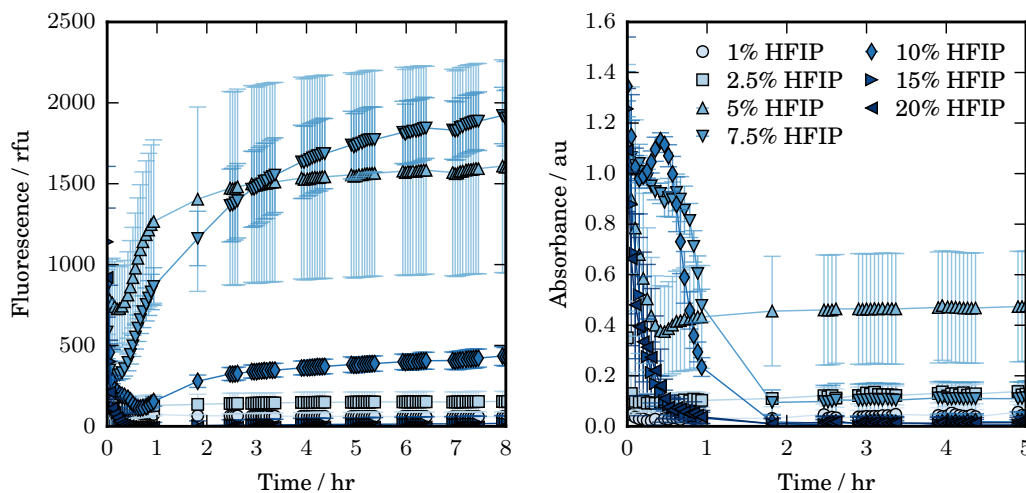 2500
2000
1500
1000
500
0
0 1 2 3 4 5 6 7 8
Time / hr
Fluorescence / rfu
1.6
1.4
1.2
1.0
0.8
0.6
0.4
0.2
0.0
0 1 2 3 4 5
Time / hr
Absorbance / au
1% HFIP
2.5% HFIP
5% HFIP
7.5% HFIP
10% HFIP
15% HFIP
20% HFIP